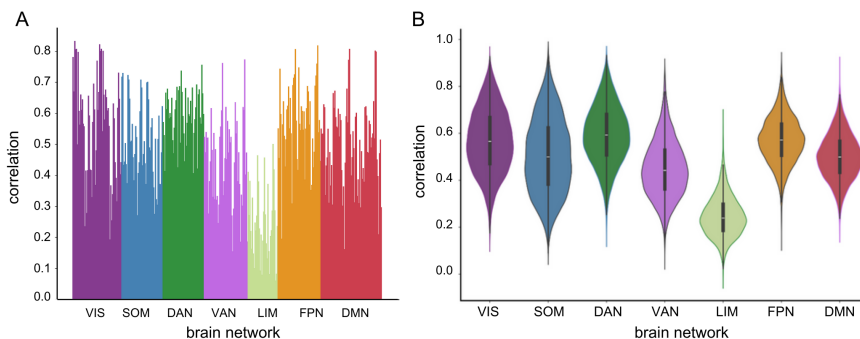 A
correlation
0.8
0.7
0.6
0.5
0.4
0.3
0.2
0.1
0.0
VIS SOM DAN VAN LIM FPN DMN
brain network
B
correlation
1.0
0.8
0.6
0.4
0.2
0.0
VIS SOM DAN VAN LIM FPN DMN
brain network